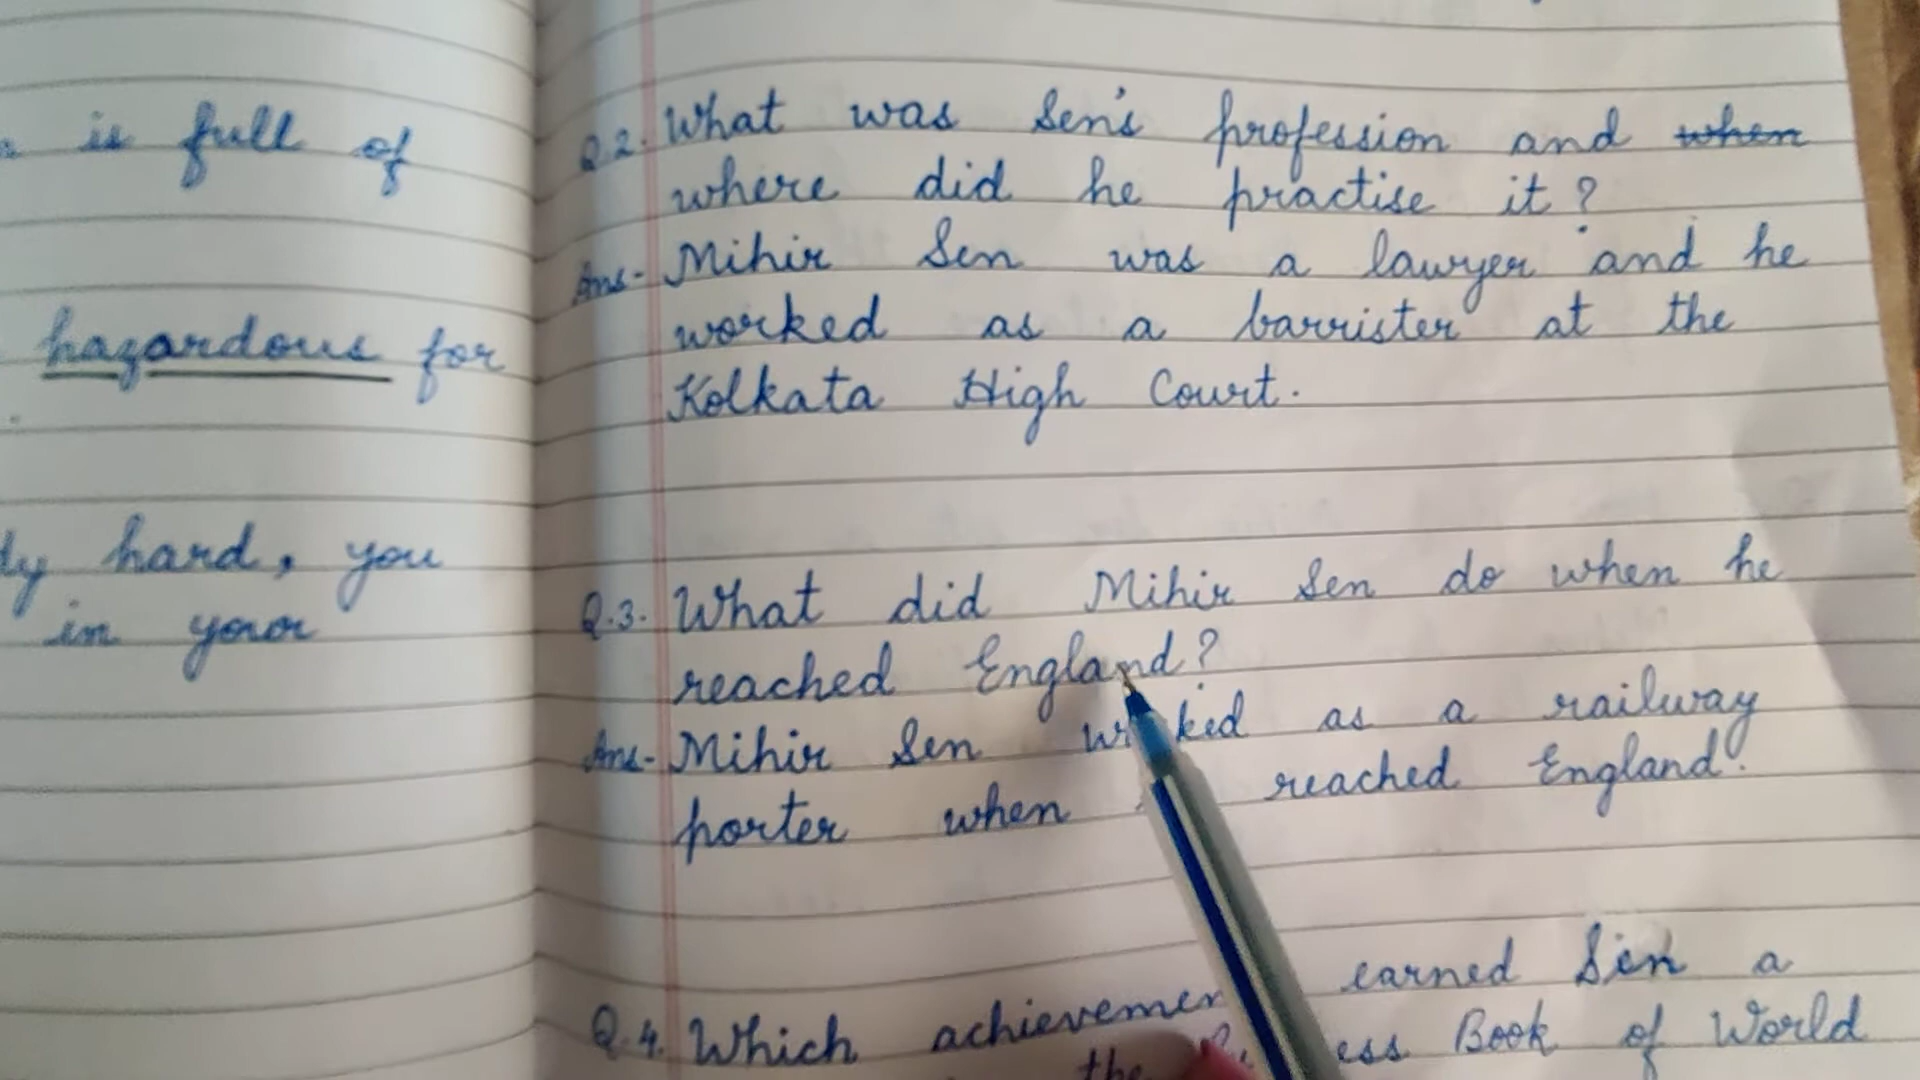 is full of
hazardous for
hard, you
in your
Q.2. What was Sen's profession and when
where did he practise it?
Ans- Mihir Sen was a lawyer and he
worked as a barrister at the
Kolkata High Court.
Q.3. What did Mihir Sen do when he
reached England?
Ans- Mihir Sen worked as a railway
porter when reached England.
Q.4. Which achievement earned Sen a
the Book of World